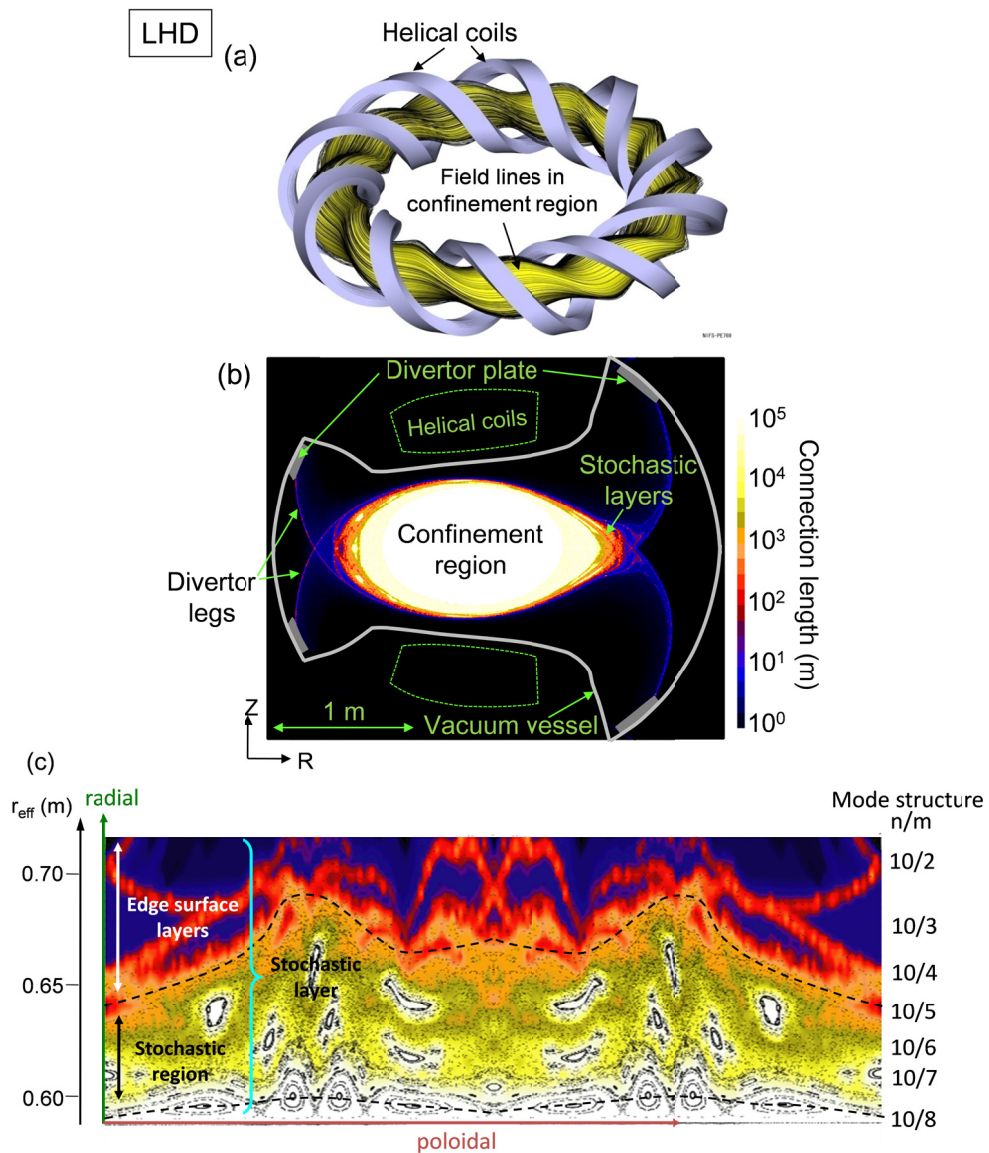 LHD
(a)
Helical coils
Field lines in
confinement region
NIFS-PE708
(b)
Divertor plate
Helical coils
Stochastic
layers
Confinement
region
Divertor
legs
1 m
Vacuum vessel
Z
R
10⁵
10⁴
10³
10²
10¹
10⁰
Connection length (m)
(c)
r_eff (m)
radial
Mode structure
n/m
0.70
0.65
0.60
Edge surface
layers
Stochastic
layer
Stochastic
region
10/2
10/3
10/4
10/5
10/6
10/7
10/8
poloidal